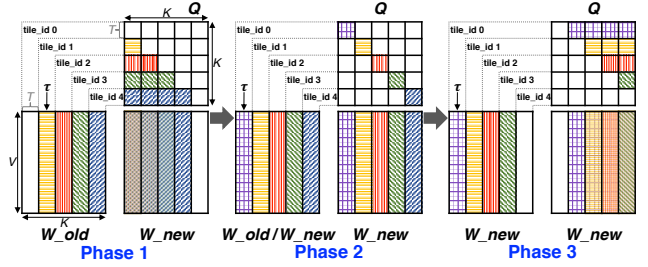 K Q Q Q
T tile_id 0 tile_id 0 tile_id 0
tile_id 1 tile_id 1 tile_id 1
tile_id 2 K tile_id 2 tile_id 2
T τ tile_id 3 τ tile_id 3 τ tile_id 3
tile_id 4 tile_id 4 tile_id 4
V
K
W_old W_new W_old/W_new W_new W_new W_new
Phase 1 Phase 2 Phase 3